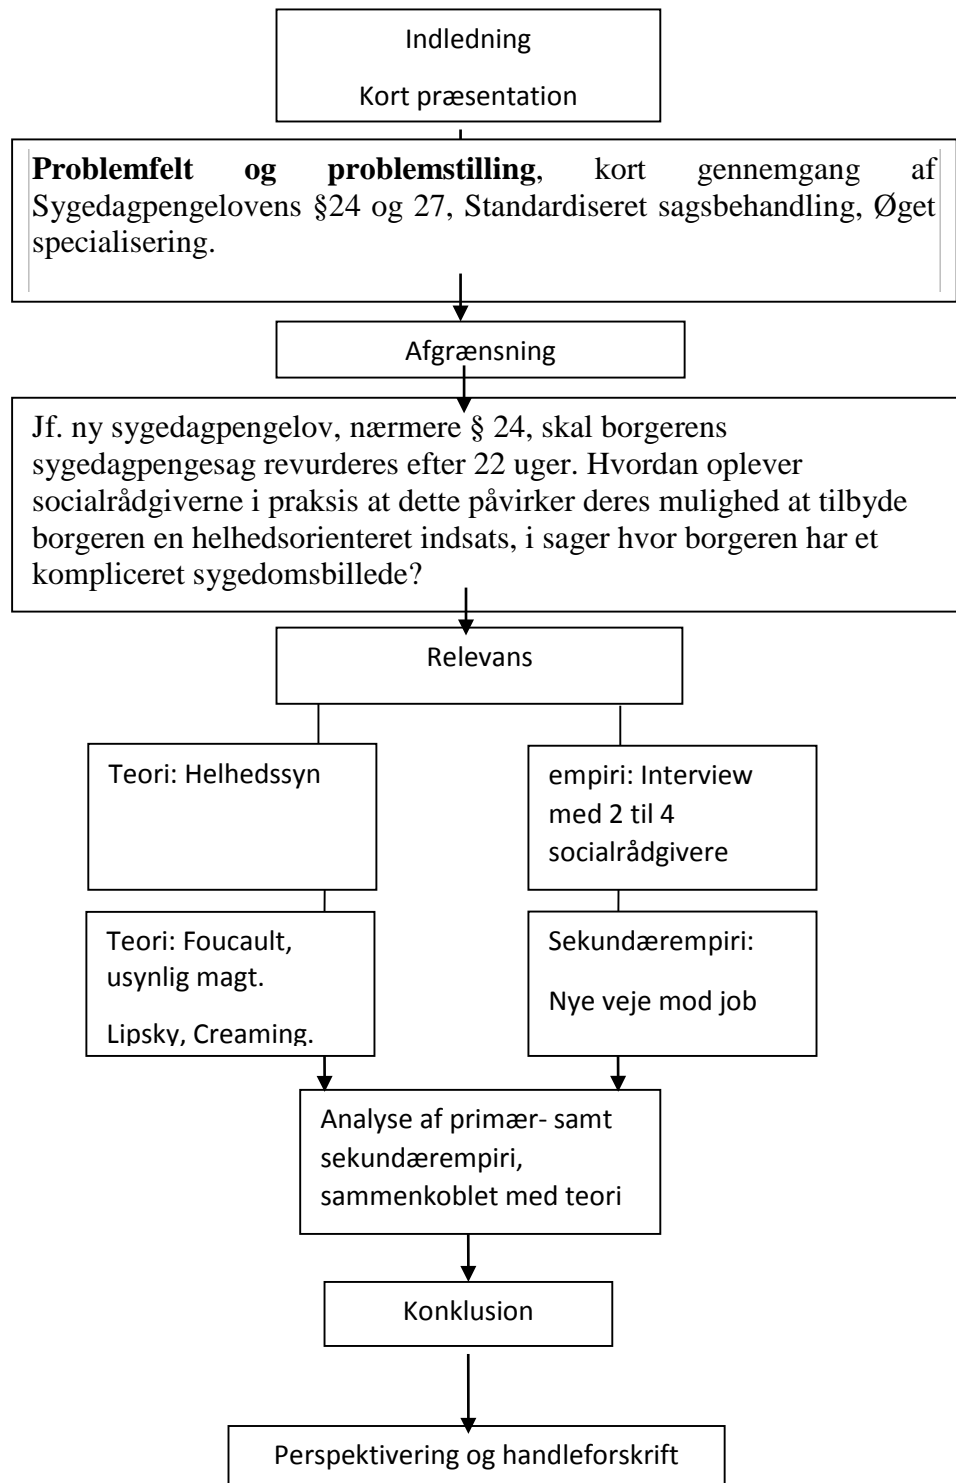 Indledning
Kort præsentation
Problemfelt og problemstilling, kort gennemgang af
Sygedagpengelovens §24 og 27, Standardiseret sagsbehandling, Øget
specialisering.
Afgrænsning
Jf. ny sygedagpengelov, nærmere § 24, skal borgerens
sygedagpengesag revurderes efter 22 uger. Hvordan oplever
socialrådgiverne i praksis at dette påvirker deres mulighed at tilbyde
borgeren en helhedsorienteret indsats, i sager hvor borgeren har et
kompliceret sygedomsbillede?
Relevans
Teori: Helhedssyn
empiri: Interview
med 2 til 4
socialrådgivere
Teori: Foucault,
usynlig magt.
Lipsky, Creaming.
Sekundærempiri:
Nye veje mod job
Analyse af primær- samt
sekundærempiri,
sammenkoblet med teori
Konklusion
Perspektivering og handleforskrift